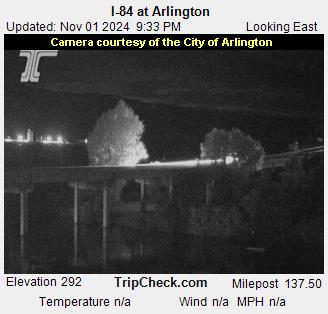 I-84 at Arlington
Updated: Nov 01 2024 9:33 PM Looking East
Camera courtesy of the City of Arlington
Elevation 292 TripCheck.com Milepost 137.50
Temperature n/a Wind n/a MPH n/a